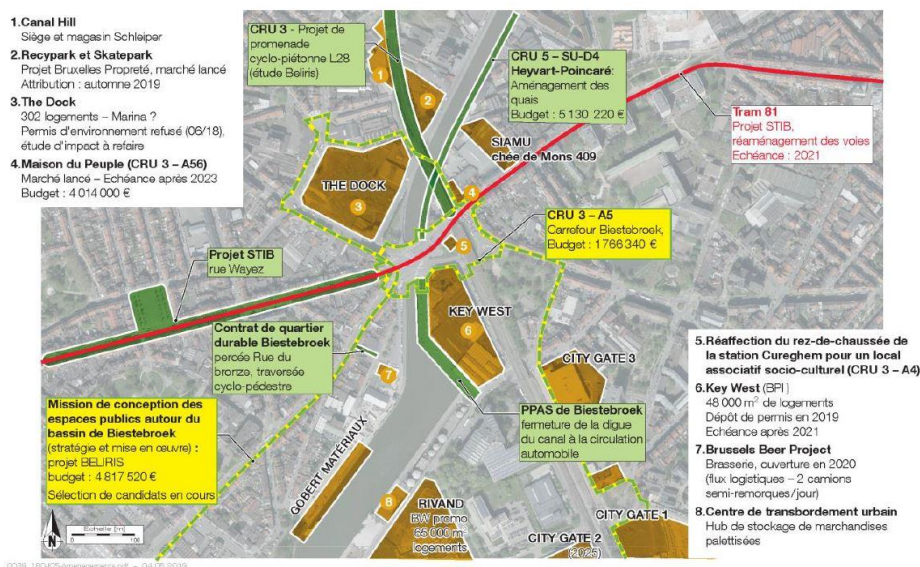 1.Canal Hill
Siège et magasin Schleiper
2.Recypark et Skatepark
Projet Bruxelles Propreté, marché lancé
Attribution : automne 2019
3.The Dock
302 logements – Marina ?
Permis d'environnement refusé (06/18),
étude d'impact à refaire
4.Maison du Peuple (CRU 3 – A56)
Marché lancé – Echéance après 2023
Budget : 4 014 000 €
CRU 3 - Projet de
promenade
cyclo-piétonne L28
(étude Beliris)
1
2
CRU 5 – SU-D4
Heyvart-Poincaré:
Aménagement des
quais
Budget : 5 130 220 €
Tram 81
Projet STIB,
réaménagement des voies
Echéance : 2021
SIAMU
chée de Mons 409
THE DOCK
3
4
CRU 3 – A5
Carrefour Biestebroek,
Budget : 1 766 340 €
5
Projet STIB
rue Wayez
KEY WEST
6
Contrat de quartier
durable Biestebroek
percée Rue du
bronze, traversée
cyclo-pédestre
7
CITY GATE 3
Mission de conception des
espaces publics autour du
bassin de Biestebroek
(stratégie et mise en œuvre) :
projet BELIRIS
budget : 4 817 520 €
Sélection de candidats en cours
PPAS de Biestebroek
fermeture de la digue
du canal à la circulation
automobile
GOBERT MATÉRIAUX
8
RIVAND
BW promo
65 000 m²
logements
CITY GATE 1
CITY GATE 2
(2025)
5.Réaffection du rez-de-chaussée de
la station Cureghem pour un local
associatif socio-culturel (CRU 3 – A4)
6.Key West (BPI)
48 000 m² de logements
Dépôt de permis en 2019
Echéance après 2021
7.Brussels Beer Project
Brasserie, ouverture en 2020
(flux logistiques – 2 camions
semi-remorques/jour)
8.Centre de transbordement urbain
Hub de stockage de marchandises
palettisées
N
Echelle [m]
0 100